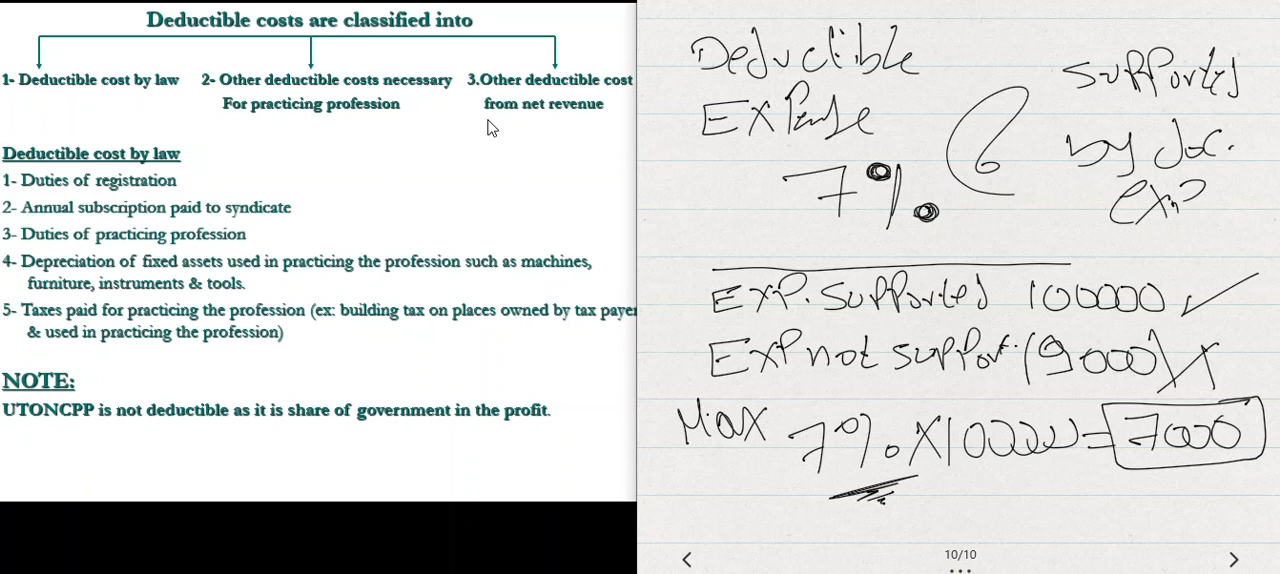 Deductible costs are classified into
1- Deductible cost by law
2- Other deductible costs necessary
For practicing profession
3.Other deductible cost
from net revenue
Deductible cost by law
1- Duties of registration
2- Annual subscription paid to syndicate
3- Duties of practicing profession
4- Depreciation of fixed assets used in practicing the profession such as machines,
furniture, instruments & tools.
5- Taxes paid for practicing the profession (ex: building tax on places owned by tax payer
& used in practicing the profession)
NOTE:
UTONCPP is not deductible as it is share of government in the profit.
Deductible
Expense
7%.
supported
by doc.
Exp. supported 100000 ✓
Exp not support. (9000) X
Max 7% X 100000 = 7000
10/10